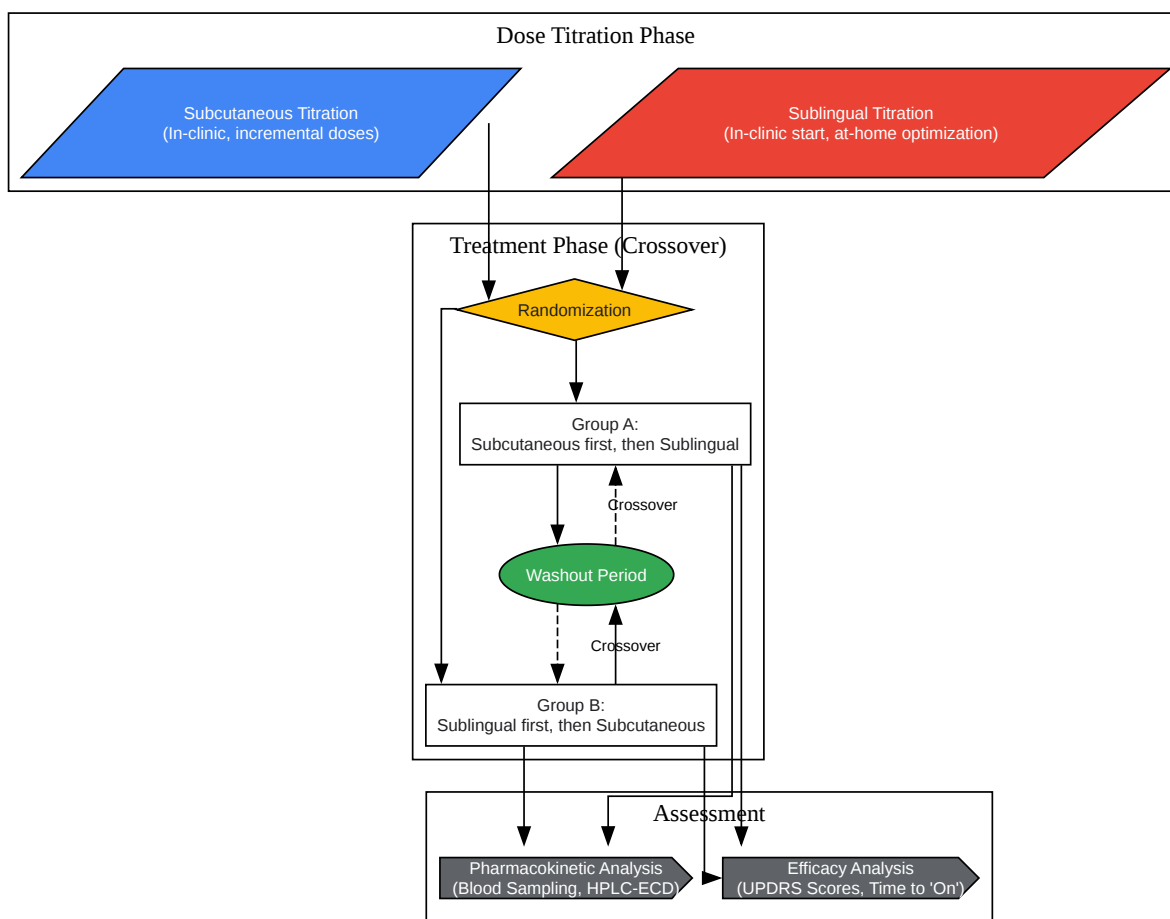 Dose Titration Phase
Subcutaneous Titration
(In-clinic, incremental doses)
Sublingual Titration
(In-clinic start, at-home optimization)
Treatment Phase (Crossover)
Randomization
Group A:
Subcutaneous first, then Sublingual
Crossover
Washout Period
Crossover
Group B:
Sublingual first, then Subcutaneous
Assessment
Pharmacokinetic Analysis
(Blood Sampling, HPLC-ECD)
Efficacy Analysis
(UPDRS Scores, Time to 'On')